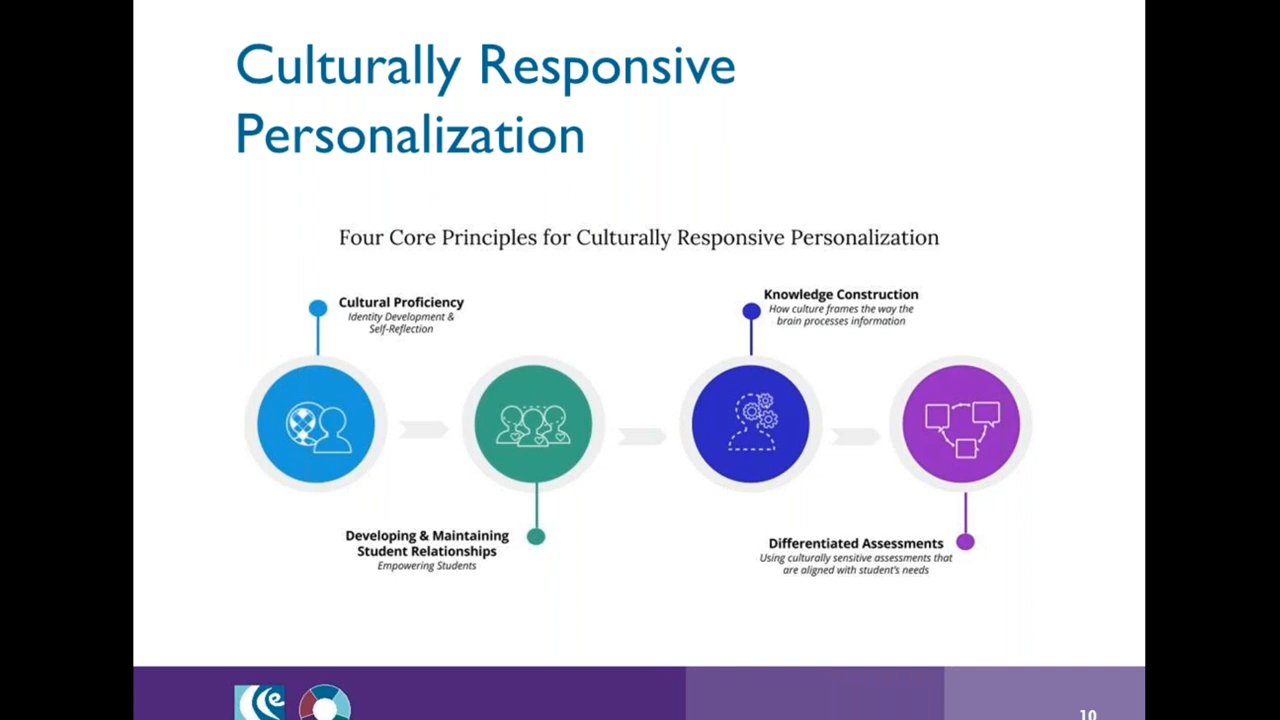 Culturally Responsive
Personalization
Four Core Principles for Culturally Responsive Personalization
Cultural Proficiency
Identity Development &
Self-Reflection
Developing & Maintaining
Student Relationships
Empowering Students
Knowledge Construction
How culture frames the way the
brain processes information
Differentiated Assessments
Using culturally sensitive assessments that
are aligned with student's needs
10